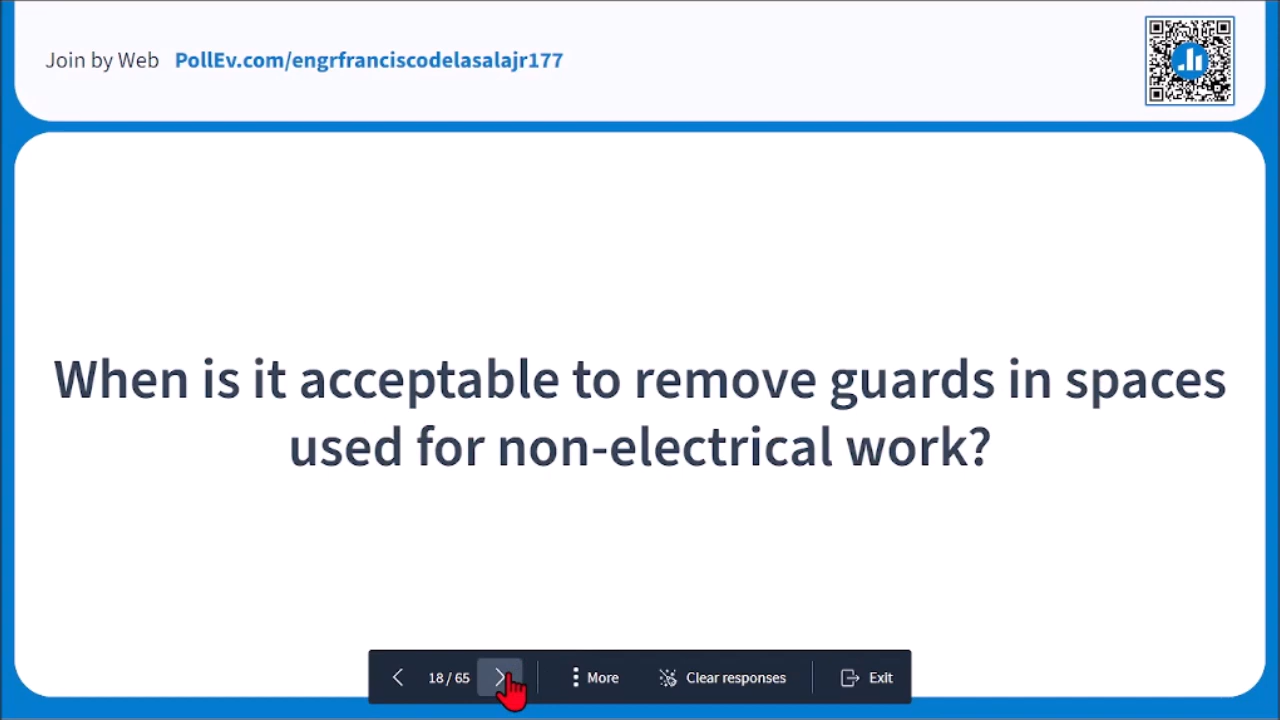 Join by Web PollEv.com/engrfranciscodelasalajr177
When is it acceptable to remove guards in spaces
used for non-electrical work?
18 / 65 More Clear responses Exit